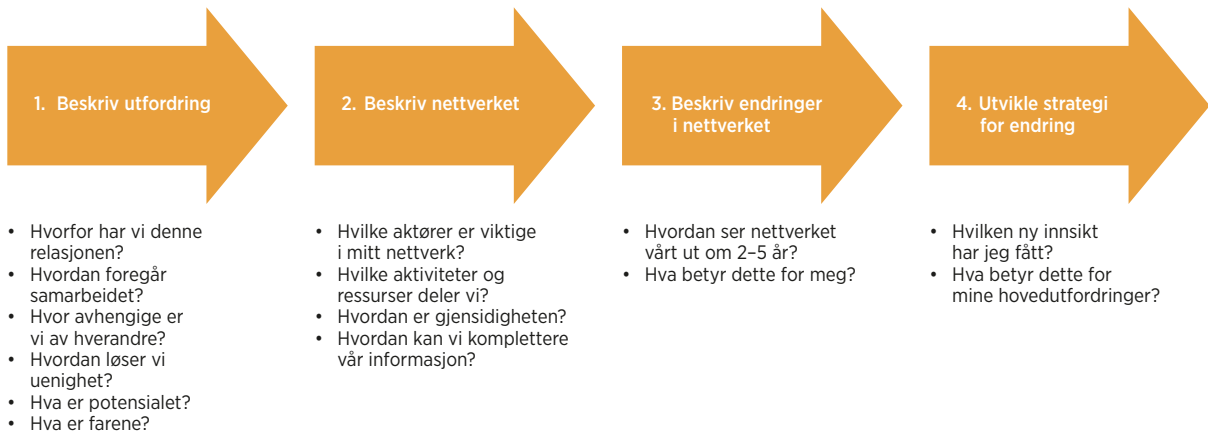 1. Beskriv utfordring
• Hvorfor har vi denne
relasjonen?
• Hvordan foregår
samarbeidet?
• Hvor avhengige er
vi av hverandre?
• Hvordan løser vi
uenighet?
• Hva er potensialet?
• Hva er farene?
2. Beskriv nettverket
• Hvilke aktører er viktige
i mitt nettverk?
• Hvilke aktiviteter og
ressurser deler vi?
• Hvordan er gjensidigheten?
• Hvordan kan vi komplettere
vår informasjon?
3. Beskriv endringer
i nettverket
• Hvordan ser nettverket
vårt ut om 2–5 år?
• Hva betyr dette for meg?
4. Utvikle strategi
for endring
• Hvilken ny innsikt
har jeg fått?
• Hva betyr dette for
mine hovedutfordringer?